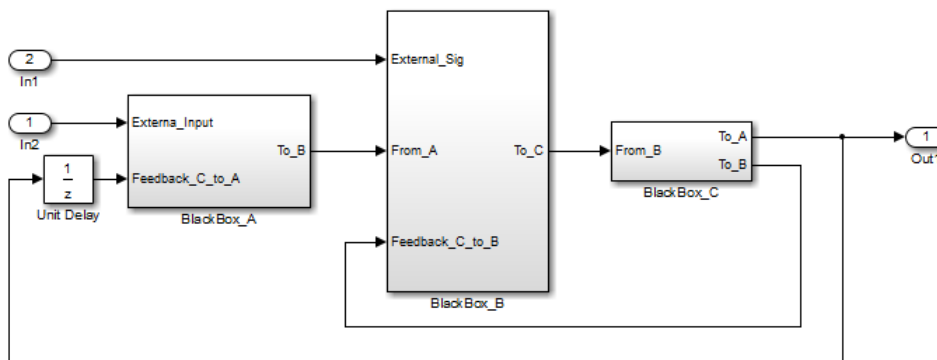 2
In1
External_Sig
1
In2
Externa_Input
To_B
From_A
To_C
From_B
To_A
To_B
1
Out1
1
z
Unit Delay
Feedback_C_to_A
BlackBox_A
BlackBox_C
Feedback_C_to_B
BlackBox_B